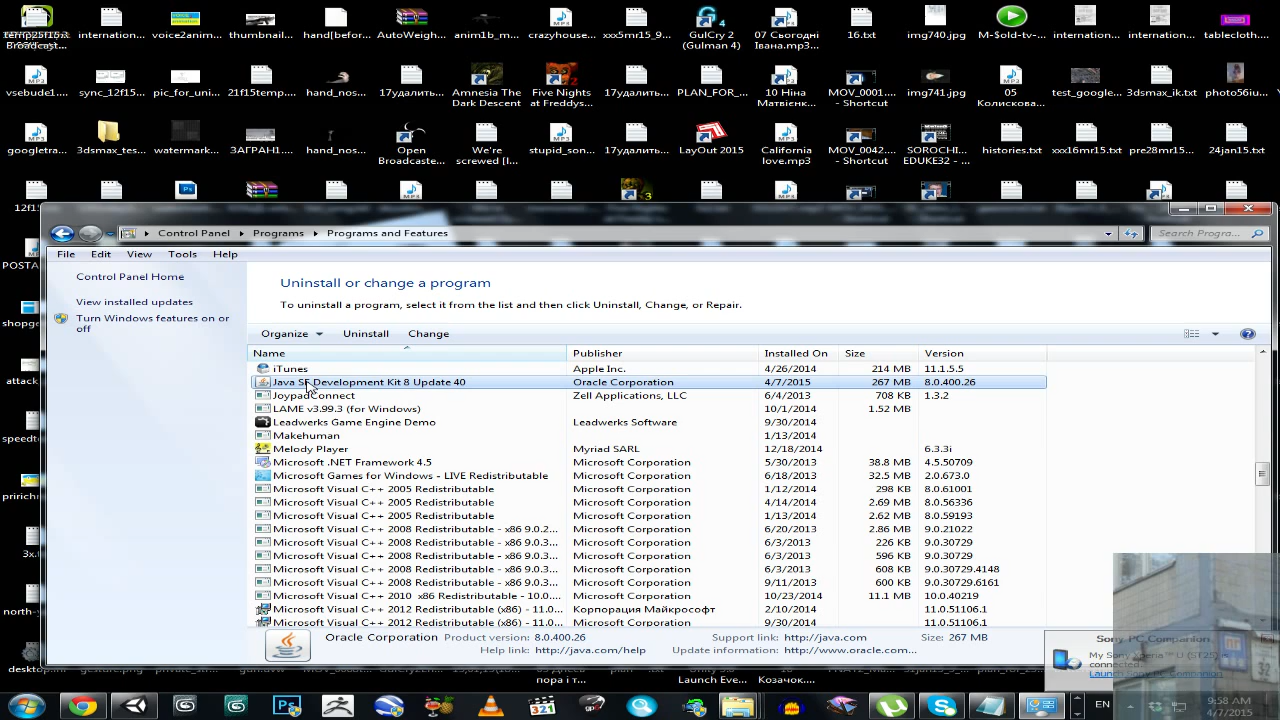 internation...
voice2anim...
thumbnail...
hand[befor...
AutoWeigh...
anim1b_m...
crazyhouse...
xxx5mr15_9...
GulCry 2
(Gulman 4)
07 Сьогодні
Івана.mp3...
16.txt
img740.jpg
M-$old-tv-...
internation...
internation...
tablecloth...
vsebude1....
sync_12f15...
pic_for_uni...
21f15temp...
hand_nos...
17удалить...
Amnesia The
Dark Descent
Five Nights
at Freddys...
17удалить...
PLAN_FOR_...
10 Ніна
Матвієнк...
MOV_0001....
- Shortcut
img741.jpg
05
Колискова...
test_google...
3dsmax_ik.txt
photo56iu...
googletra...
3dsmax_tes...
watermark...
ЗАГРАН1....
hand_nos...
Open
Broadcaste...
We're
screwed [l...
stupid_son...
17удалить...
LayOut 2015
California
love.mp3
MOV_0042...
- Shortcut
SOROCHI...
EDUKE32 - ...
histories.txt
xxx16mr15.txt
pre28mr15.txt
24jan15.txt
Control Panel
Programs
Programs and Features
Search Progra...
File Edit View Tools Help
Control Panel Home
View installed updates
Turn Windows features on or
off
Uninstall or change a program
To uninstall a program, select it from the list and then click Uninstall, Change, or Repair.
Organize Uninstall Change
Name Publisher Installed On Size Version
iTunes Apple Inc. 4/26/2014 214 MB 11.1.5.5
Java SE Development Kit 8 Update 40 Oracle Corporation 4/7/2015 267 MB 8.0.400.26
JoypadConnect Zell Applications, LLC 6/4/2013 708 KB 1.3.2
LAME v3.99.3 (for Windows) 10/1/2014 1.52 MB
Leadwerks Game Engine Demo Leadwerks Software 9/30/2014
Makehuman 1/13/2014
Melody Player Myriad SARL 12/18/2014 6.3.3i
Microsoft .NET Framework 4.5 Microsoft Corporation 5/30/2013 38.8 MB 4.5.50709
Microsoft Games for Windows - LIVE Redistributable Microsoft Corporation 6/18/2013 32.5 MB 2.0.673.0
Microsoft Visual C++ 2005 Redistributable Microsoft Corporation 1/12/2014 298 KB 8.0.61001
Microsoft Visual C++ 2005 Redistributable Microsoft Corporation 4/14/2014 2.69 MB 8.0.56336
Microsoft Visual C++ 2005 Redistributable Microsoft Corporation 1/13/2014 2.62 MB 8.0.59193
Microsoft Visual C++ 2008 Redistributable - x86 9.0.2... Microsoft Corporation 6/20/2013 2.86 MB 9.0.21022
Microsoft Visual C++ 2008 Redistributable - x86 9.0.3... Microsoft Corporation 6/3/2013 226 KB 9.0.30729
Microsoft Visual C++ 2008 Redistributable - x86 9.0.3... Microsoft Corporation 6/3/2013 596 KB 9.0.30729
Microsoft Visual C++ 2008 Redistributable - x86 9.0.3... Microsoft Corporation 6/3/2013 608 KB 9.0.30729.4148
Microsoft Visual C++ 2008 Redistributable - x86 9.0.3... Microsoft Corporation 9/11/2013 600 KB 9.0.30729.6161
Microsoft Visual C++ 2010 x86 Redistributable - 10.0.... Microsoft Corporation 10/23/2014 11.1 MB 10.0.40219
Microsoft Visual C++ 2012 Redistributable (x86) - 11.0... Корпорация Майкрософт 2/10/2014 11.0.51106.1
Microsoft Visual C++ 2012 Redistributable (x86) - 11.0... Microsoft Corporation 9/30/2014 11.0.51106.1
Oracle Corporation Product version: 8.0.400.26 Support link: http://java.com Size: 267 MB
Help link: http://java.com/help Update information: http://www.oracle.com...
Sony PC Companion
My Sony Xperia™ U (ST25) is
connected.
Launch Sony PC Companion
Launch Eve...
Козачок....
321
EN
9:58 AM
4/7/2015